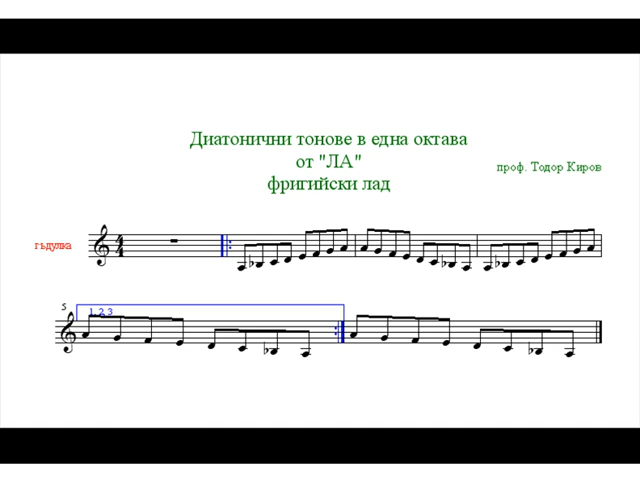 Диатонични тонове в една октава
от "ЛА"
фригийски лад
проф. Тодор Киров
гъдулка
5
1, 2, 3